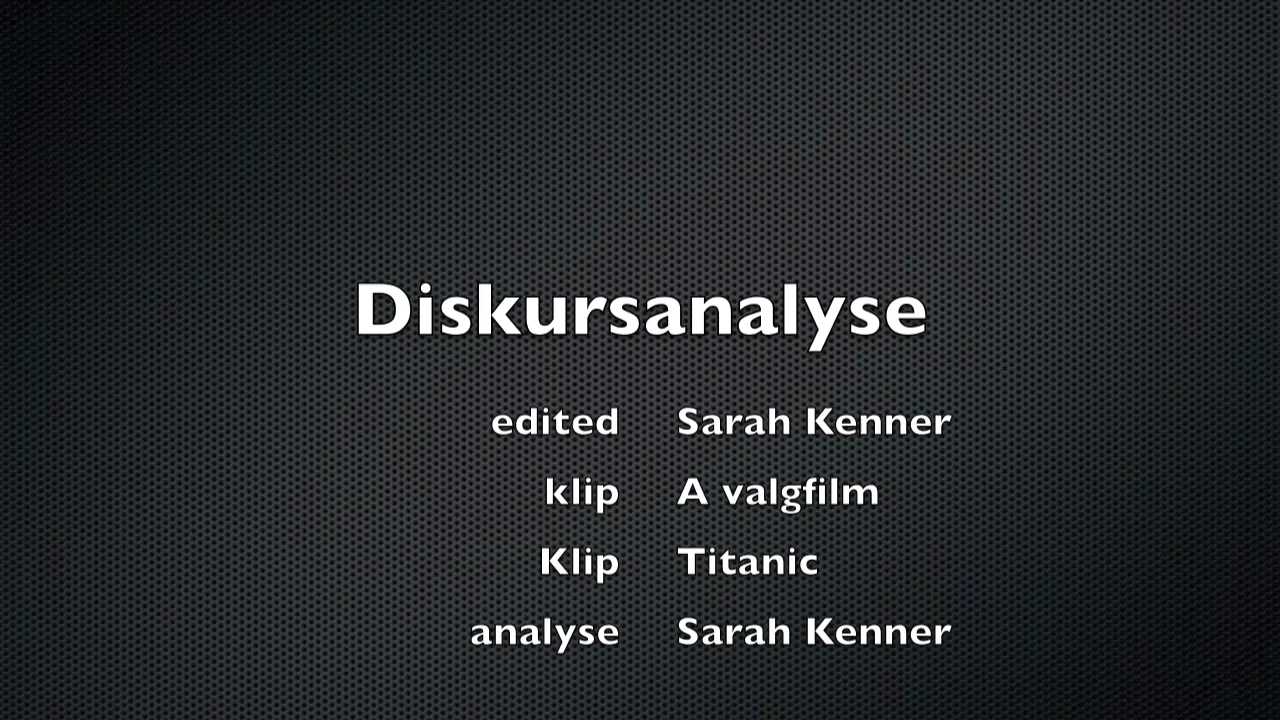 Diskursanalyse
edited Sarah Kenner
klip A valgfilm
Klip Titanic
analyse Sarah Kenner